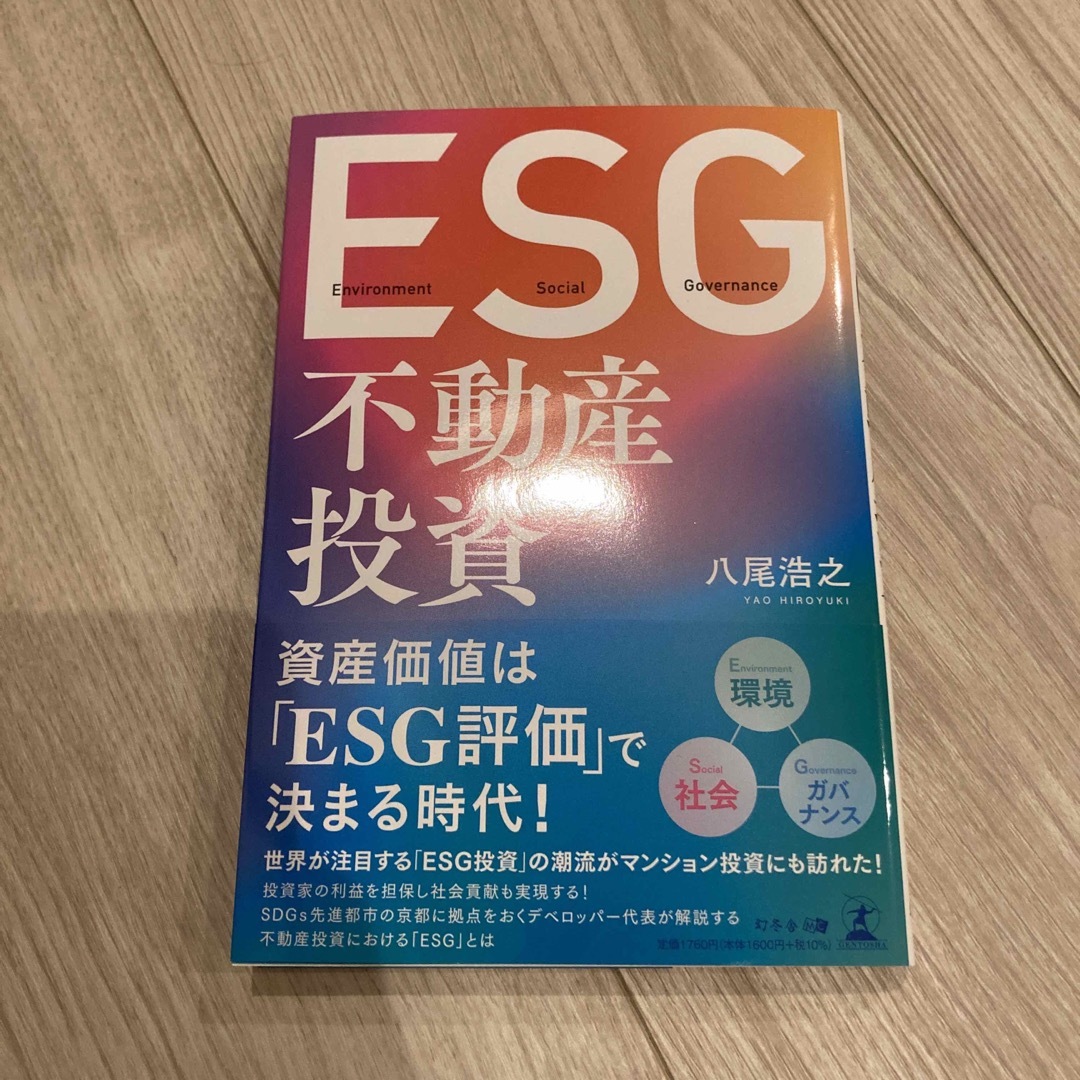 ESG
Environment Social Governance
不動産
投資
八尾浩之
YAO HIROYUKI
資産価値は
「ESG評価」で
決まる時代!
Environment
環境
Social
社会
Governance
ガバ
ナンス
世界が注目する「ESG投資」の潮流がマンション投資にも訪れた!
投資家の利益を担保し社会貢献も実現する!
SDGs先進都市の京都に拠点をおくデベロッパー代表が解説する
不動産投資における「ESG」とは
幻冬舎 MC
GENTOSHA
定価1760円(本体1600円+税10%)